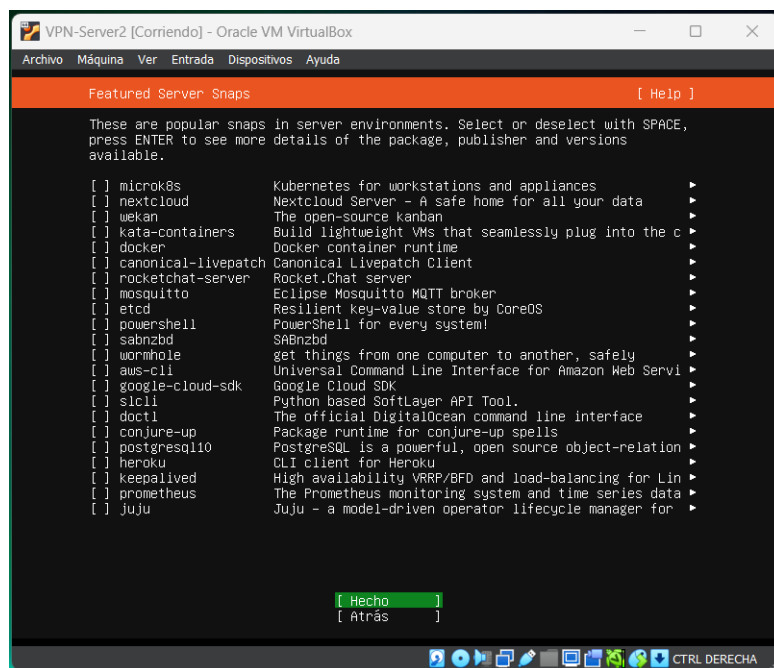 VPN-Server2 [Corriendo] - Oracle VM VirtualBox
Archivo Máquina Ver Entrada Dispositivos Ayuda
Featured Server Snaps [ Help ]
These are popular snaps in server environments. Select or deselect with SPACE,
press ENTER to see more details of the package, publisher and versions
available.
[ ] microk8s Kubernetes for workstations and appliances
[ ] nextcloud Nextcloud Server - A safe home for all your data
[ ] wekan The open-source kanban
[ ] kata-containers Build lightweight VMs that seamlessly plug into the c
[ ] docker Docker container runtime
[ ] canonical-livepatch Canonical Livepatch Client
[ ] rocketchat-server Rocket.Chat server
[ ] mosquitto Eclipse Mosquitto MQTT broker
[ ] etcd Resilient key-value store by CoreOS
[ ] powershell PowerShell for every system!
[ ] sabnzbd SABnzbd
[ ] wormhole get things from one computer to another, safely
[ ] aws-cli Universal Command Line Interface for Amazon Web Servi
[ ] google-cloud-sdk Google Cloud SDK
[ ] slcli Python based SoftLayer API Tool.
[ ] doctl The official DigitalOcean command line interface
[ ] conjure-up Package runtime for conjure-up spells
[ ] postgresql10 PostgreSQL is a powerful, open source object-relation
[ ] heroku CLI client for Heroku
[ ] keepalived High availability VRRP/BFD and load-balancing for Lin
[ ] prometheus The Prometheus monitoring system and time series data
[ ] juju Juju - a model-driven operator lifecycle manager for
[ Hecho ]
[ Atrás ]
CTRL DERECHA